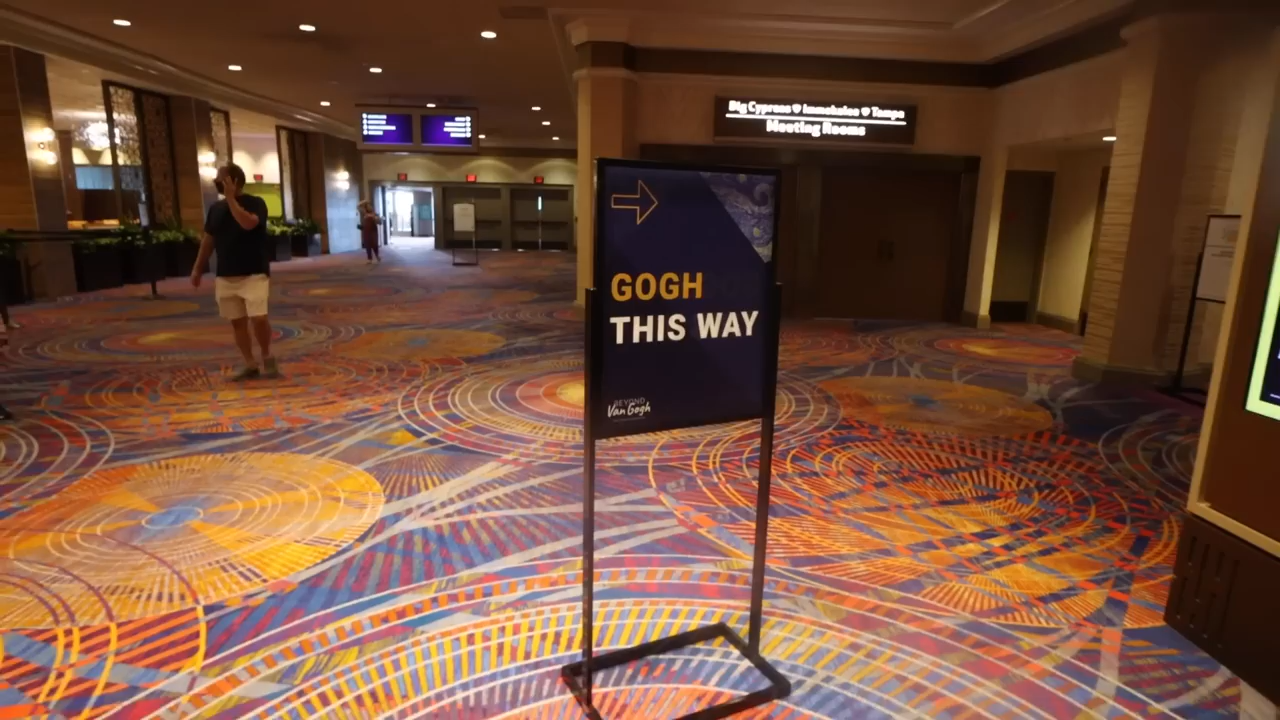 Big Cypress Immokalee Tampa
Meeting Rooms
GOGH
THIS WAY
BEYOND
Van Gogh